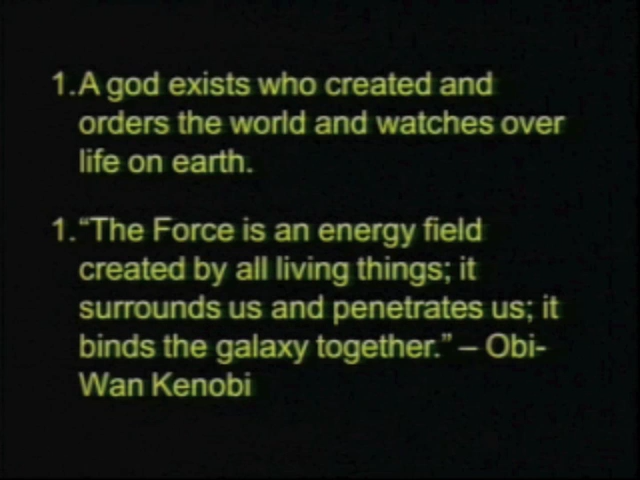 1.A god exists who created and
orders the world and watches over
life on earth.
1.“The Force is an energy field
created by all living things; it
surrounds us and penetrates us; it
binds the galaxy together.” – Obi-
Wan Kenobi